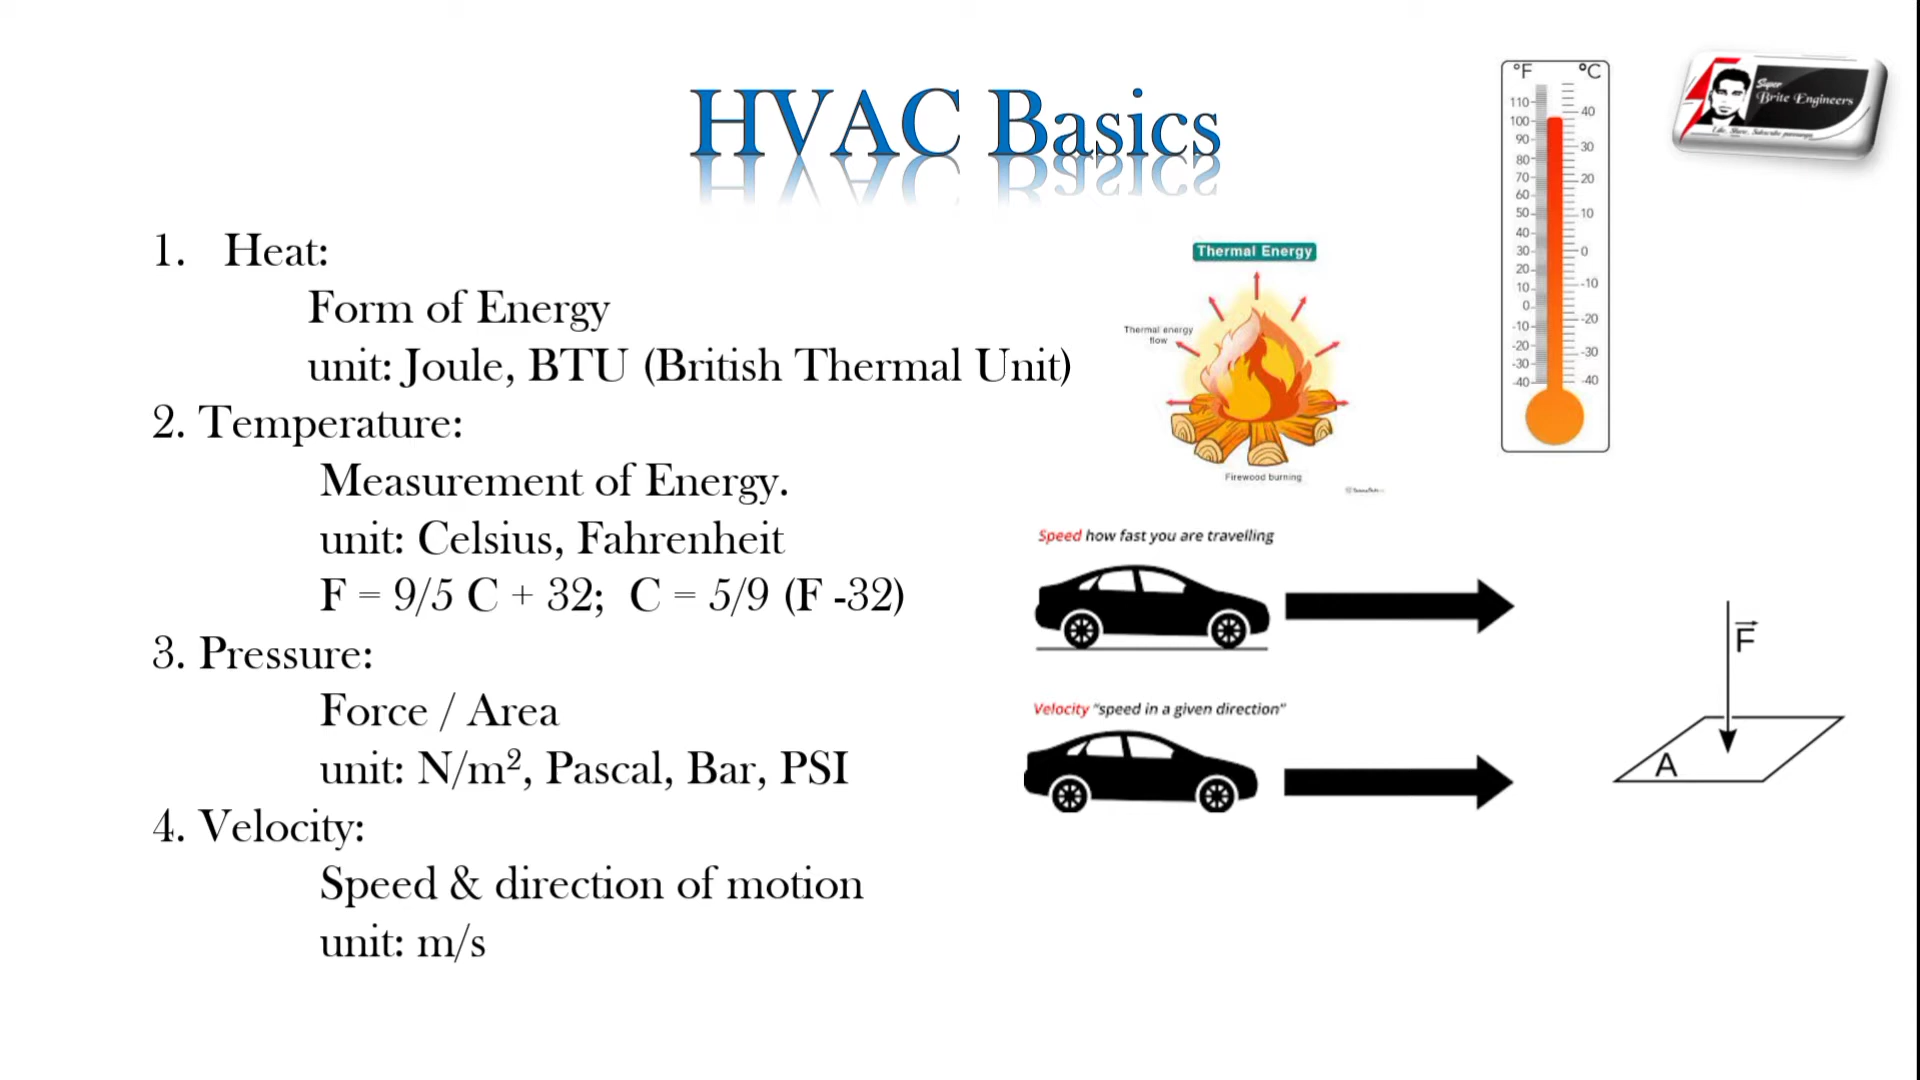 HVAC Basics
Super
Brite Engineers
Like, Share, Subscribe
1. Heat:
Form of Energy
unit: Joule, BTU (British Thermal Unit)
2. Temperature:
Measurement of Energy.
unit: Celsius, Fahrenheit
F = 9/5 C + 32; C = 5/9 (F -32)
3. Pressure:
Force / Area
unit: N/m², Pascal, Bar, PSI
4. Velocity:
Speed & direction of motion
unit: m/s
Thermal Energy
Thermal energy
flow
Firewood burning
°F °C
110
40
100
90
30
80
70
20
60
50
10
40
30
0
20
10
-10
0
-10
-20
-20
-30
-30
-40
-40
Speed how fast you are travelling
Velocity "speed in a given direction"
F
A